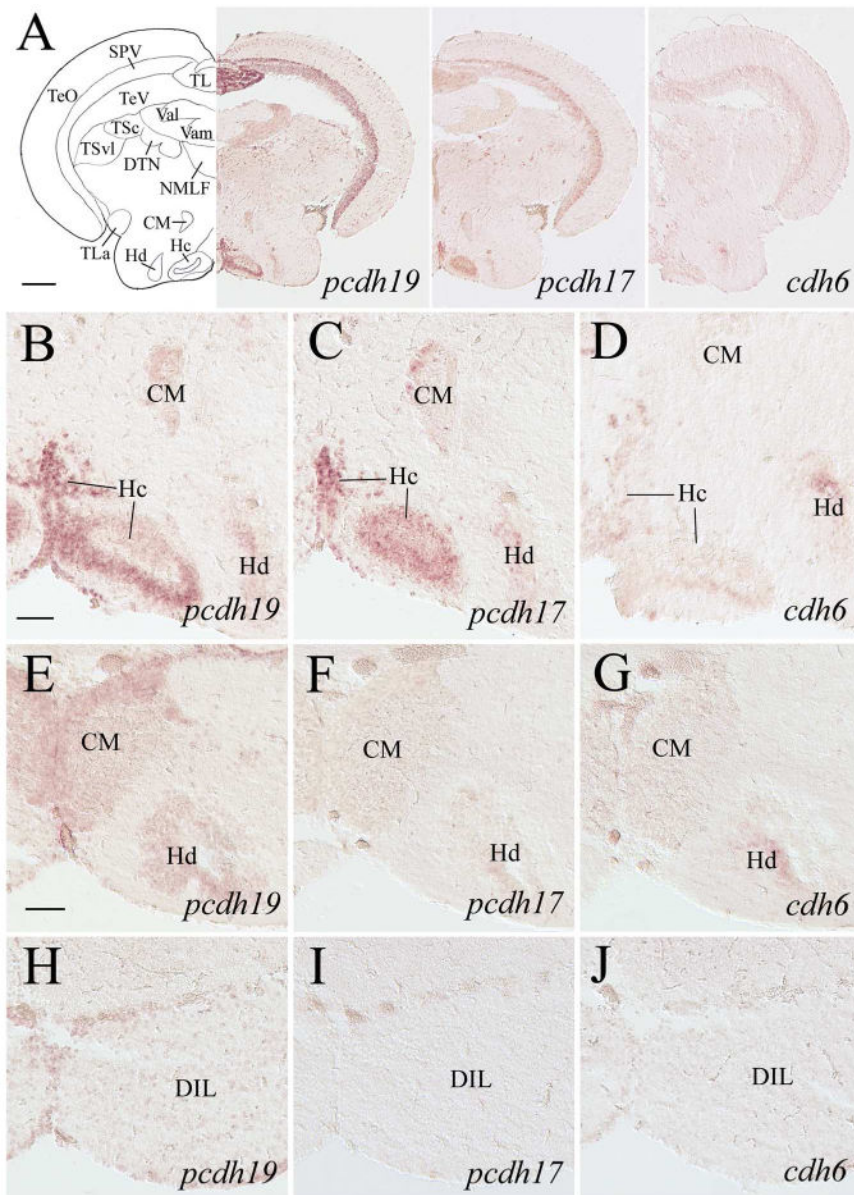 A
SPV
TL
TeO
TeV
Val
TSc
Vam
TSvl
DTN
NMLF
CM
TLa
Hd
Hc
pcdh19
pcdh17
cdh6
B
CM
Hc
Hd
pcdh19
C
CM
Hc
Hd
pcdh17
D
CM
Hc
Hd
cdh6
E
CM
Hd
pcdh19
F
CM
Hd
pcdh17
G
CM
Hd
cdh6
H
DIL
pcdh19
I
DIL
pcdh17
J
DIL
cdh6